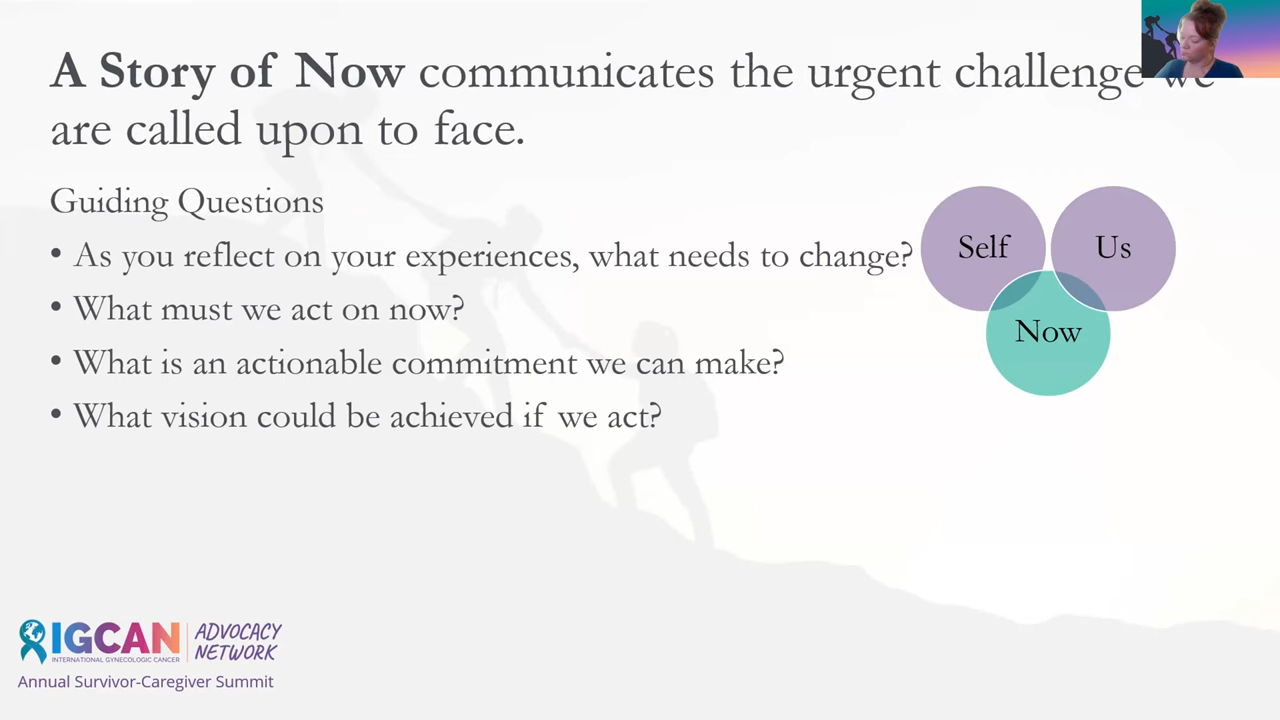 A Story of Now communicates the urgent challenge we
are called upon to face.
Guiding Questions
• As you reflect on your experiences, what needs to change?
• What must we act on now?
• What is an actionable commitment we can make?
• What vision could be achieved if we act?
Self
Us
Now
IGCAN
INTERNATIONAL GYNECOLOGIC CANCER
ADVOCACY
NETWORK
Annual Survivor-Caregiver Summit